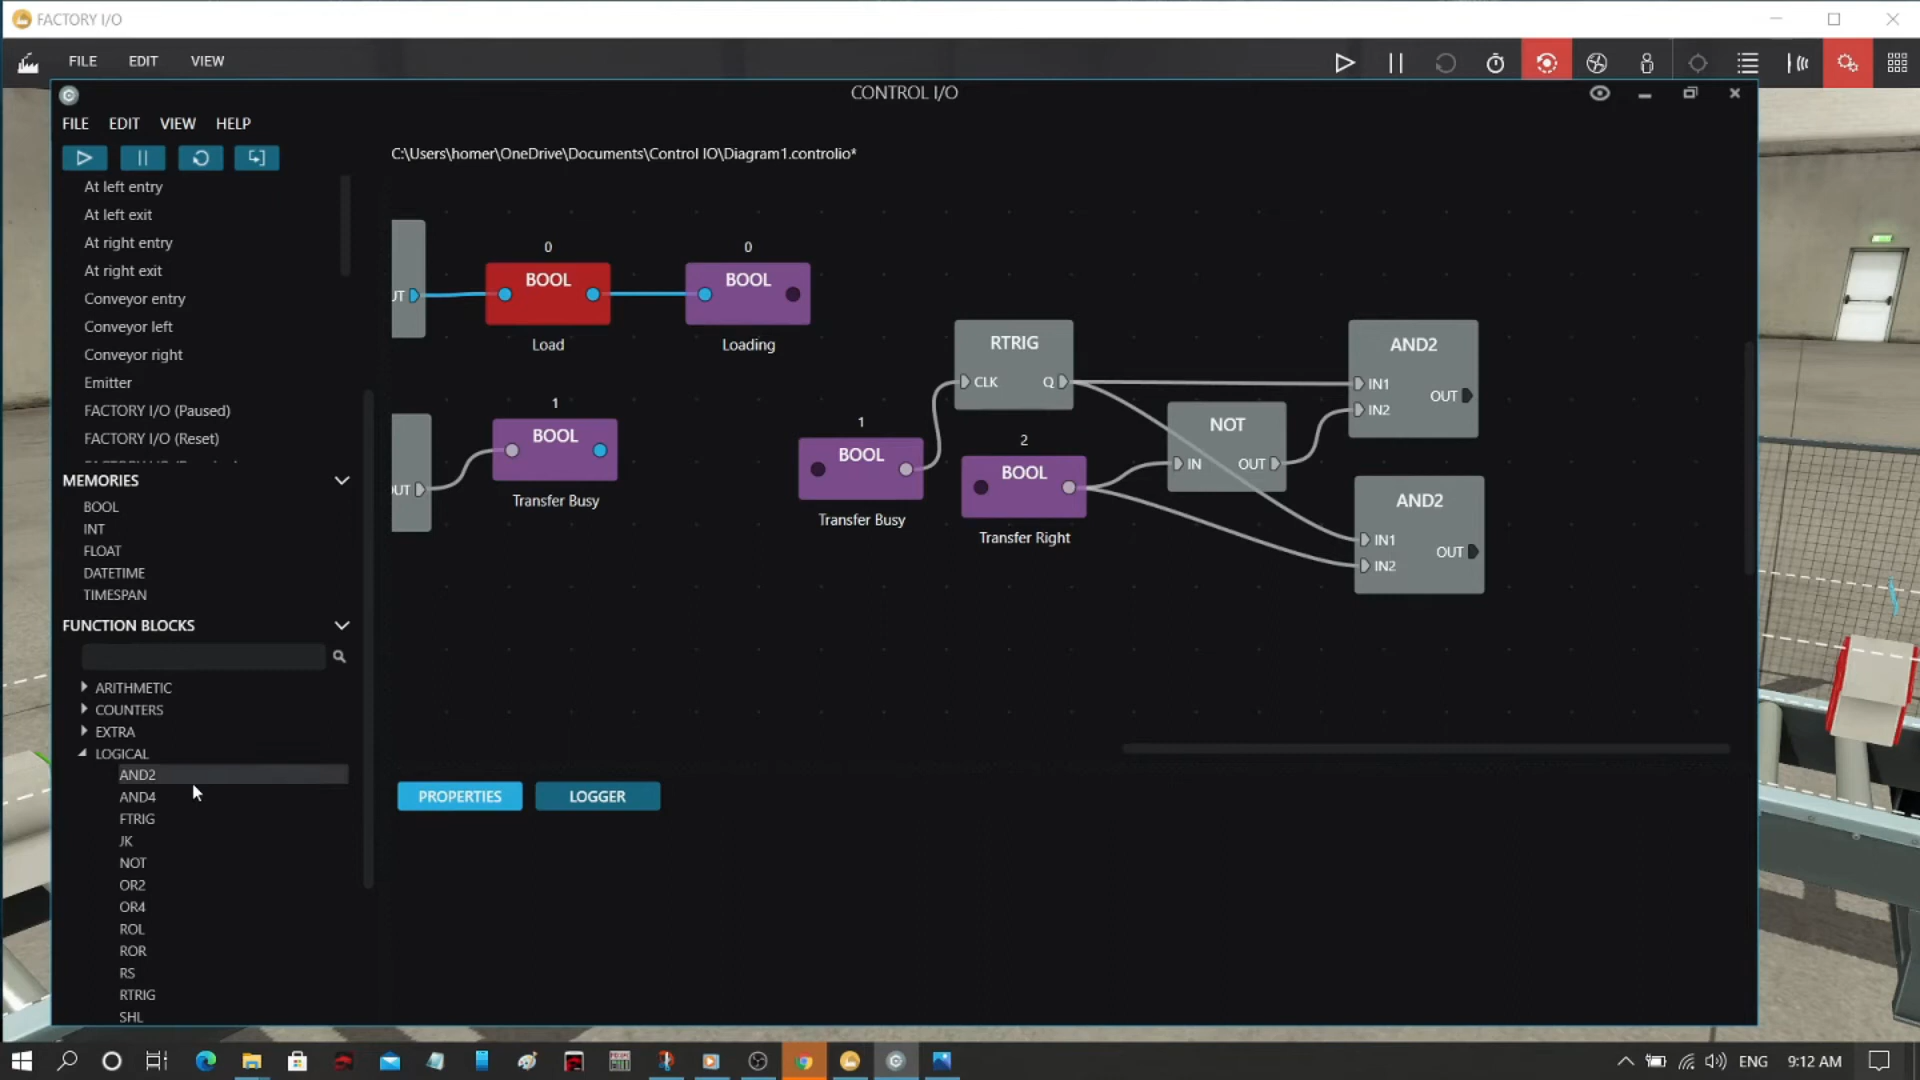 FACTORY I/O
FILE EDIT VIEW
CONTROL I/O
FILE EDIT VIEW HELP
C:\Users\homer\OneDrive\Documents\Control IO\Diagram1.controlio*
At left entry
At left exit
At right entry
At right exit
Conveyor entry
Conveyor left
Conveyor right
Emitter
FACTORY I/O (Paused)
FACTORY I/O (Reset)
MEMORIES
BOOL
INT
FLOAT
DATETIME
TIMESPAN
FUNCTION BLOCKS
ARITHMETIC
COUNTERS
EXTRA
LOGICAL
AND2
AND4
FTRIG
JK
NOT
OR2
OR4
ROL
ROR
RS
RTRIG
SHL
0
BOOL
Load
0
BOOL
Loading
1
BOOL
UT
Transfer Busy
1
BOOL
Transfer Busy
RTRIG
CLK Q
2
BOOL
Transfer Right
NOT
IN OUT
AND2
IN1
OUT
IN2
AND2
IN1
OUT
IN2
PROPERTIES LOGGER
ENG 9:12 AM